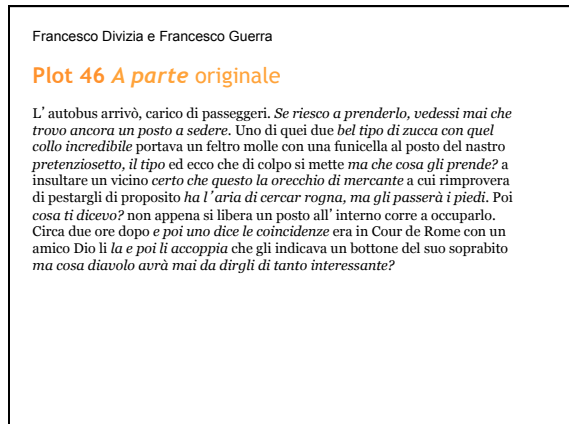 Francesco Divizia e Francesco Guerra
Plot 46 A parte originale
L' autobus arrivò, carico di passeggeri. Se riesco a prenderlo, vedessi mai che
trovo ancora un posto a sedere. Uno di quei due bel tipo di zucca con quel
collo incredibile portava un feltro molle con una funicella al posto del nastro
pretenziosetto, il tipo ed ecco che di colpo si mette ma che cosa gli prende? a
insultare un vicino certo che questo la orecchio di mercante a cui rimprovera
di pestargli di proposito ha l'aria di cercar rogna, ma gli passerà i piedi. Poi
cosa ti dicevo? non appena si libera un posto all' interno corre a occuparlo.
Circa due ore dopo e poi uno dice le coincidenze era in Cour de Rome con un
amico Dio li la e poi li accoppia che gli indicava un bottone del suo soprabito
ma cosa diavolo avrà mai da dirgli di tanto interessante?